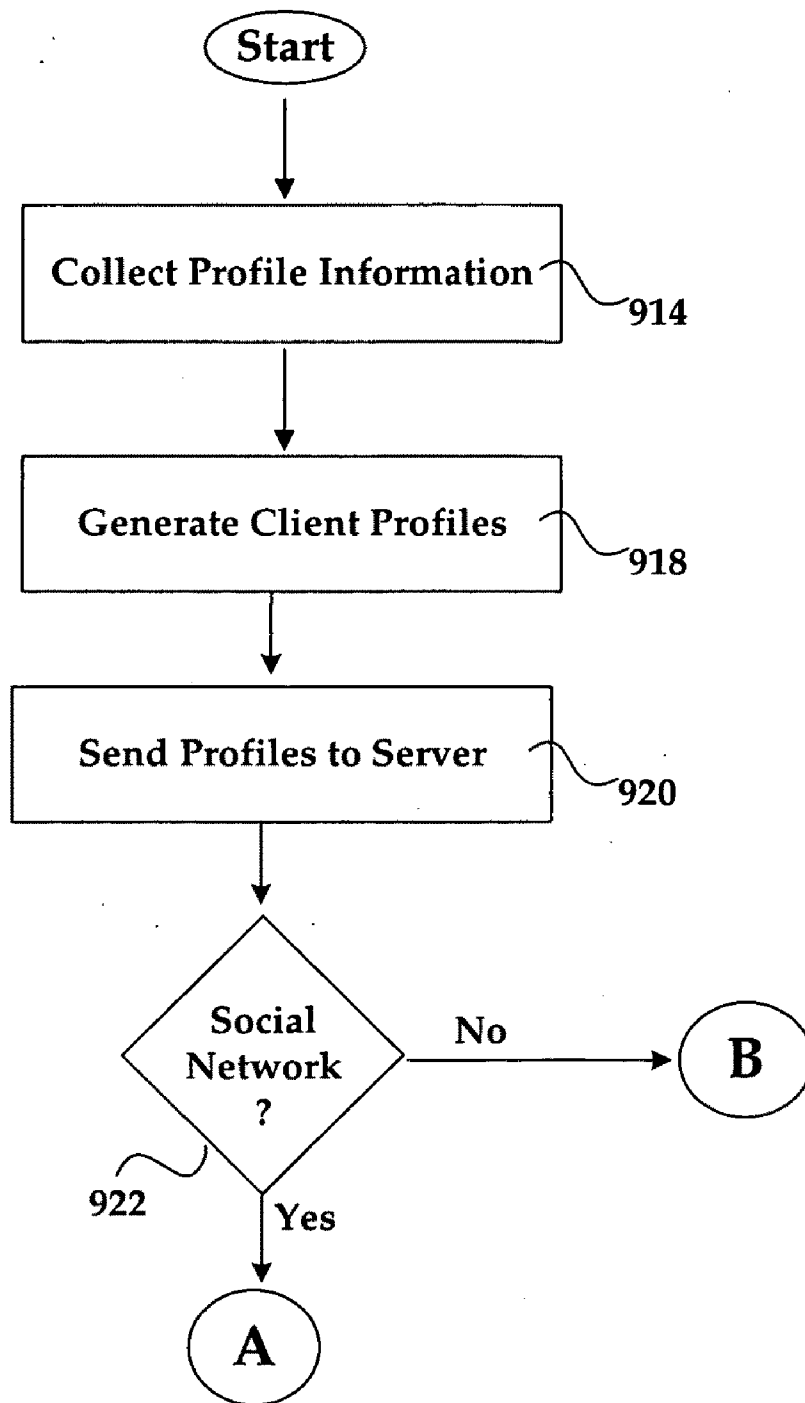 Start
Collect Profile Information
914
Generate Client Profiles
918
Send Profiles to Server
920
Social
Network
?
No
B
922
Yes
A